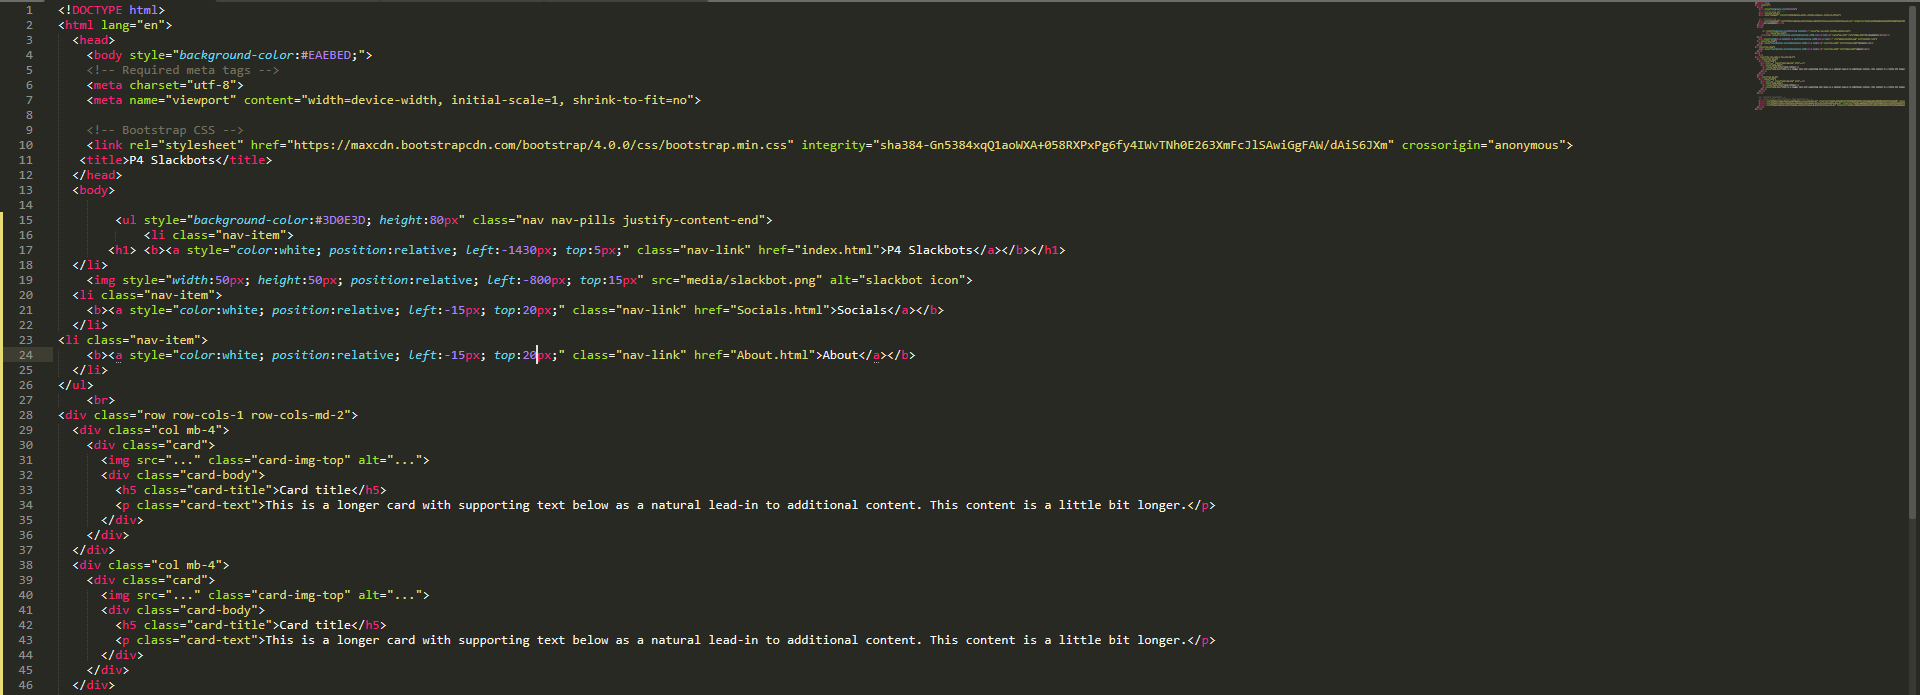 1 <!DOCTYPE html>
2 <html lang="en">
3 <head>
4 <body style="background-color:#EAEBED;">
5 <!-- Required meta tags -->
6 <meta charset="utf-8">
7 <meta name="viewport" content="width=device-width, initial-scale=1, shrink-to-fit=no">
8
9 <!-- Bootstrap CSS -->
10 <link rel="stylesheet" href="https://maxcdn.bootstrapcdn.com/bootstrap/4.0.0/css/bootstrap.min.css" integrity="sha384-Gn5384xqQ1aoWXA+058RXPxPg6fy4IWvTNh0E263XmFcJlSAwiGgFAW/dAiS6JXm" crossorigin="anonymous">
11 <title>P4 Slackbots</title>
12 </head>
13 <body>
14
15 <ul style="background-color:#3D0E3D; height:80px" class="nav nav-pills justify-content-end">
16 <li class="nav-item">
17 <h1> <b><a style="color:white; position:relative; left:-1430px; top:5px;" class="nav-link" href="index.html">P4 Slackbots</a></b></h1>
18 </li>
19 <img style="width:50px; height:50px; position:relative; left:-800px; top:15px" src="media/slackbot.png" alt="slackbot icon">
20 <li class="nav-item">
21 <b><a style="color:white; position:relative; left:-15px; top:20px;" class="nav-link" href="Socials.html">Socials</a></b>
22 </li>
23 <li class="nav-item">
24 <b><a style="color:white; position:relative; left:-15px; top:20px;" class="nav-link" href="About.html">About</a></b>
25 </li>
26 </ul>
27 <br>
28 <div class="row row-cols-1 row-cols-md-2">
29 <div class="col mb-4">
30 <div class="card">
31 <img src="..." class="card-img-top" alt="...">
32 <div class="card-body">
33 <h5 class="card-title">Card title</h5>
34 <p class="card-text">This is a longer card with supporting text below as a natural lead-in to additional content. This content is a little bit longer.</p>
35 </div>
36 </div>
37 </div>
38 <div class="col mb-4">
39 <div class="card">
40 <img src="..." class="card-img-top" alt="...">
41 <div class="card-body">
42 <h5 class="card-title">Card title</h5>
43 <p class="card-text">This is a longer card with supporting text below as a natural lead-in to additional content. This content is a little bit longer.</p>
44 </div>
45 </div>
46 </div>